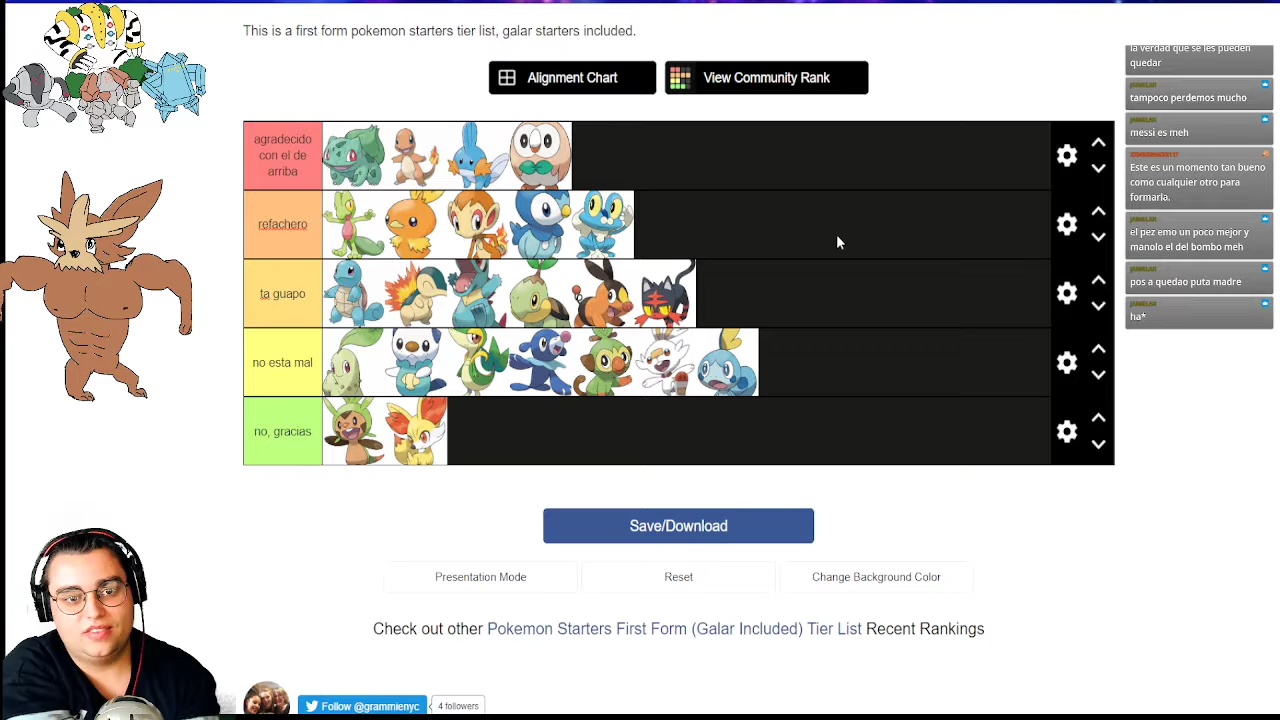 This is a first form pokemon starters tier list, galar starters included.
Alignment Chart
View Community Rank
agradecido
con el de
arriba
refachero
ta guapo
no esta mal
no, gracias
Save/Download
Presentation Mode
Reset
Change Background Color
Check out other Pokemon Starters First Form (Galar Included) Tier List Recent Rankings
Follow @grammienyc
4 followers
la verdad que se les pueden
quedar
tampoco perdemos mucho
messi es meh
Este es un momento tan bueno
como cualquier otro para
formarla.
el pez emo un poco mejor y
manolo el del bombo meh
pos a quedao puta madre
ha*